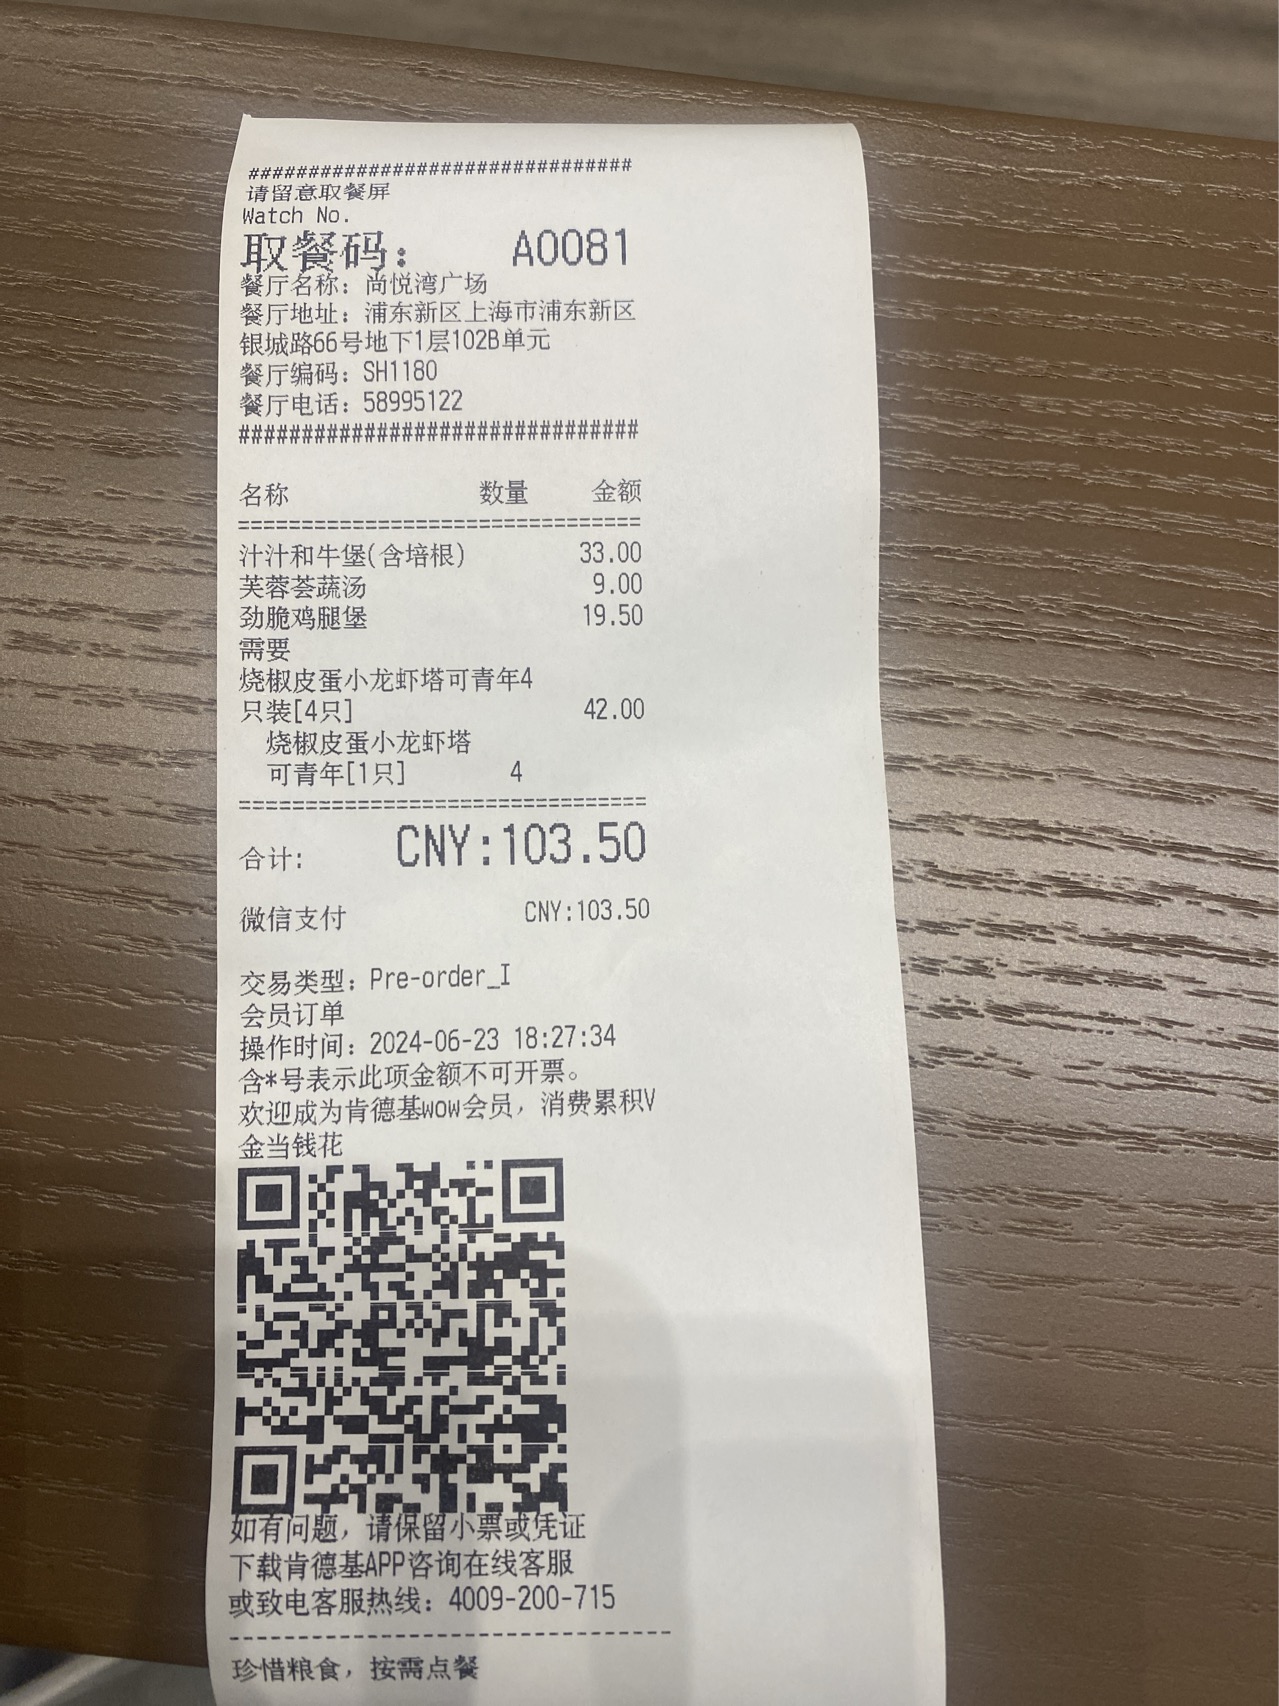 ################################
请留意取餐屏
Watch No.
取餐码： A0081
餐厅名称：尚悦湾广场
餐厅地址：浦东新区上海市浦东新区
银城路66号地下1层102B单元
餐厅编码：SH1180
餐厅电话：58995122
################################
名称 数量 金额
================================
汁汁和牛堡(含培根) 33.00
芙蓉荟蔬汤 9.00
劲脆鸡腿堡 19.50
需要
烧椒皮蛋小龙虾塔可青年4
只装[4只] 42.00
烧椒皮蛋小龙虾塔
可青年[1只] 4
================================
合计: CNY:103.50
微信支付 CNY:103.50
交易类型：Pre-order_I
会员订单
操作时间：2024-06-23 18:27:34
含*号表示此项金额不可开票。
欢迎成为肯德基wow会员，消费累积V
金当钱花
如有问题，请保留小票或凭证
下载肯德基APP咨询在线客服
或致电客服热线：4009-200-715
--------------------------------
珍惜粮食，按需点餐